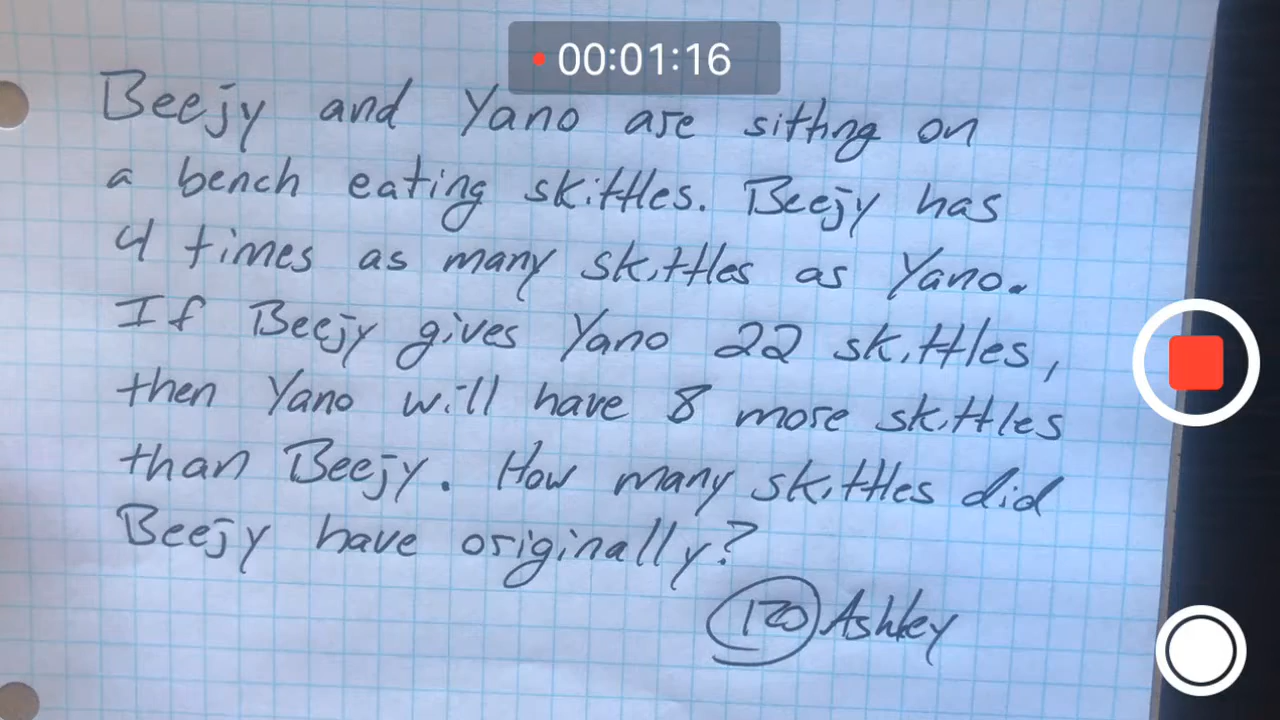 00:01:16
Beejy and Yano are sitting on
a bench eating skittles. Beejy has
4 times as many skittles as Yano.
If Beejy gives Yano 22 skittles,
then Yano will have 8 more skittles
than Beejy. How many skittles did
Beejy have originally?
120 Ashley